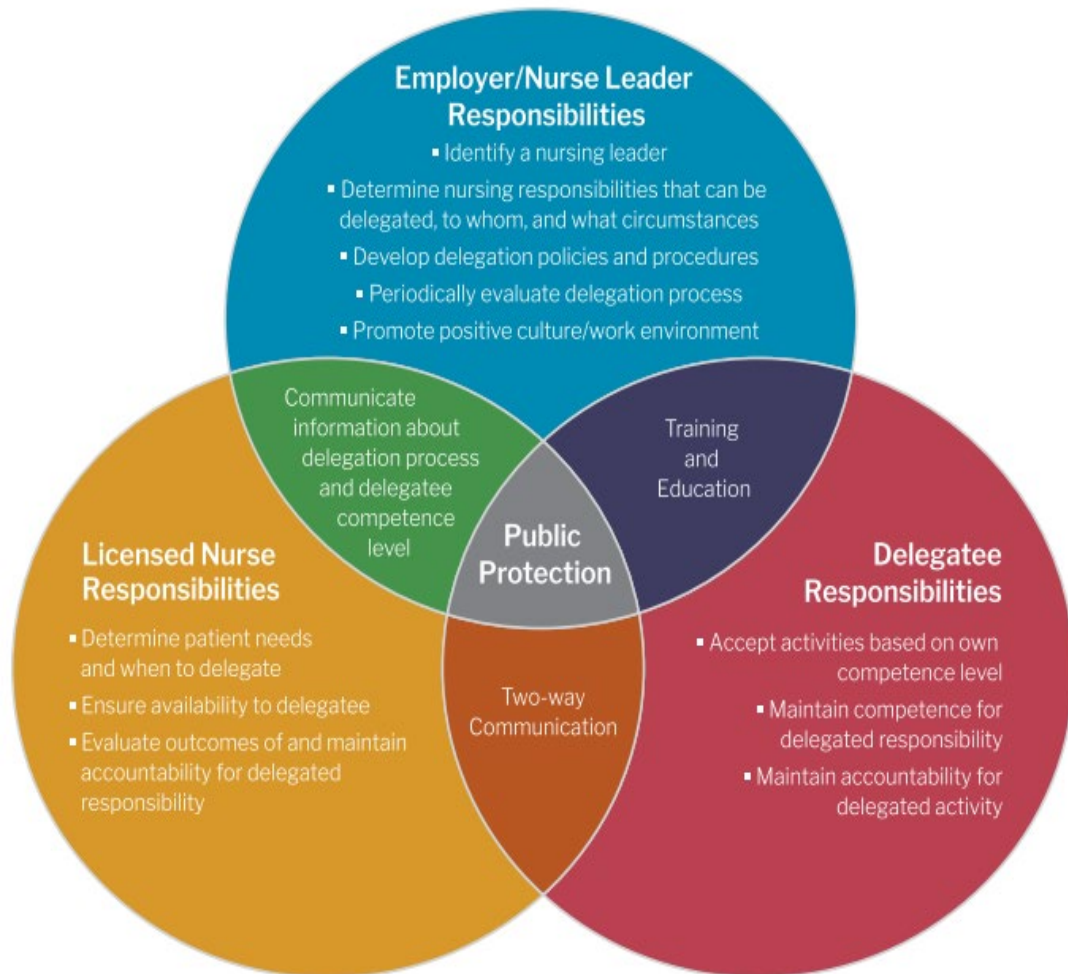 Employer/Nurse Leader
Responsibilities
▪ Identify a nursing leader
▪ Determine nursing responsibilities that can be
delegated, to whom, and what circumstances
▪ Develop delegation policies and procedures
▪ Periodically evaluate delegation process
▪ Promote positive culture/work environment
Communicate
information about
delegation process
and delegatee
competence
level
Training
and
Education
Public
Protection
Licensed Nurse
Responsibilities
▪ Determine patient needs
and when to delegate
▪ Ensure availability to delegatee
▪ Evaluate outcomes of and maintain
accountability for delegated
responsibility
Two-way
Communication
Delegatee
Responsibilities
▪ Accept activities based on own
competence level
▪ Maintain competence for
delegated responsibility
▪ Maintain accountability for
delegated activity